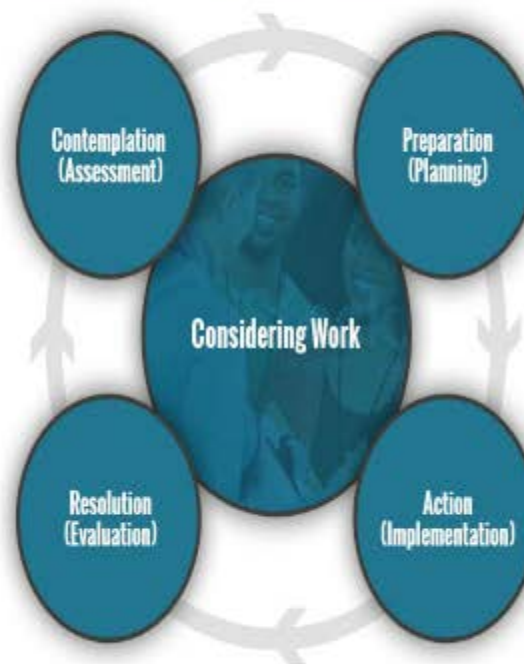 Contemplation
(Assessment)
Preparation
(Planning)
Considering Work
Resolution
(Evaluation)
Action
(Implementation)